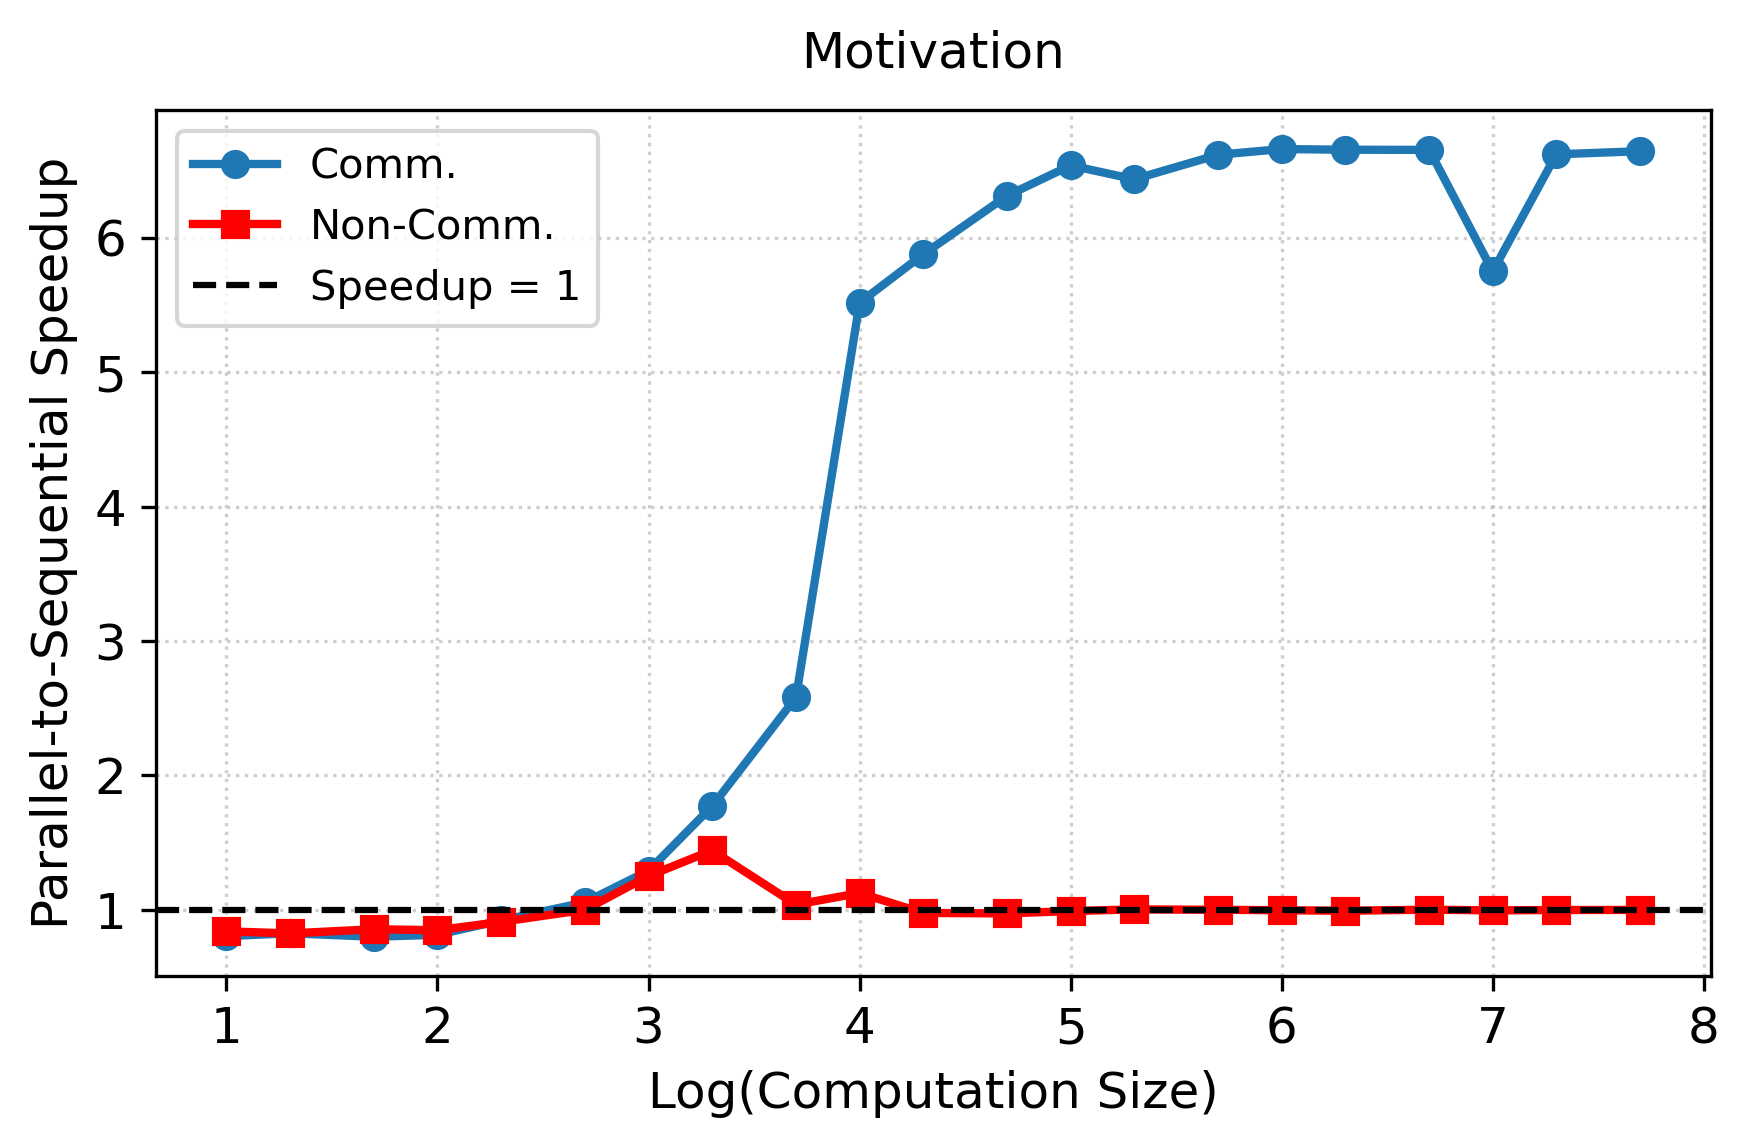 Motivation
Comm.
Non-Comm.
Speedup = 1
Parallel-to-Sequential Speedup
6
5
4
3
2
1
1 2 3 4 5 6 7 8
Log(Computation Size)